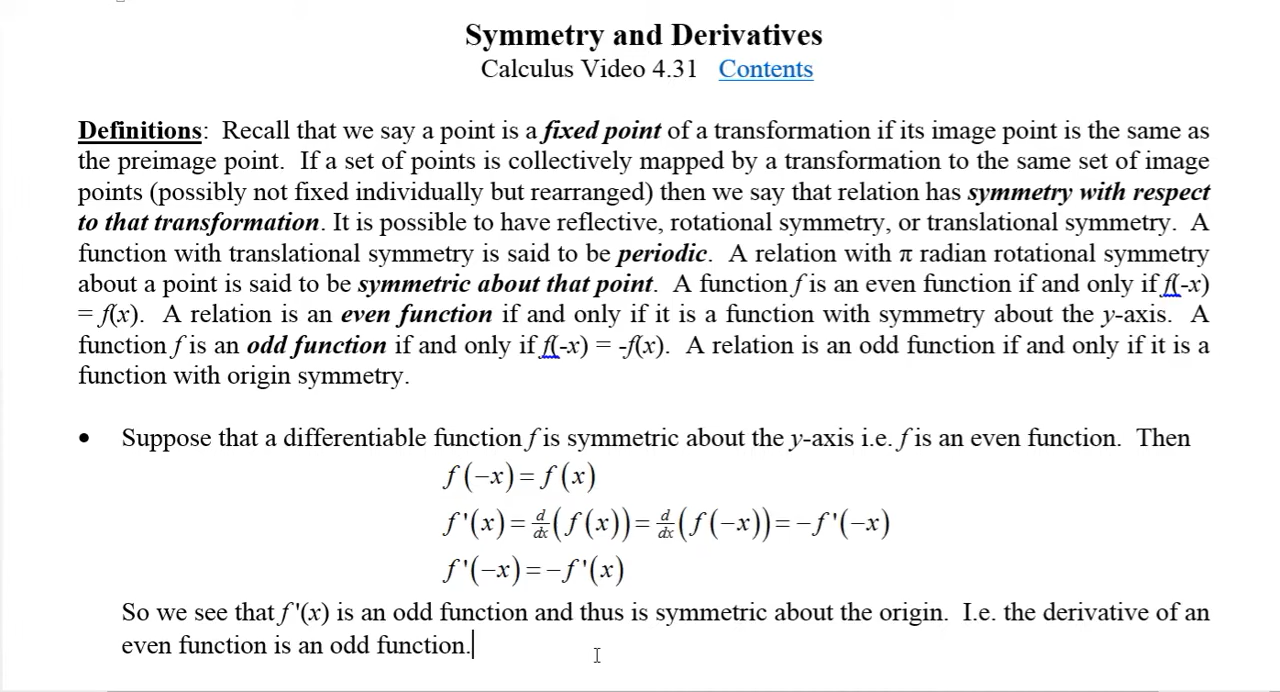 Symmetry and Derivatives
Calculus Video 4.31 Contents
Definitions: Recall that we say a point is a fixed point of a transformation if its image point is the same as
the preimage point. If a set of points is collectively mapped by a transformation to the same set of image
points (possibly not fixed individually but rearranged) then we say that relation has symmetry with respect
to that transformation. It is possible to have reflective, rotational symmetry, or translational symmetry. A
function with translational symmetry is said to be periodic. A relation with π radian rotational symmetry
about a point is said to be symmetric about that point. A function f is an even function if and only if f(-x)
= f(x). A relation is an even function if and only if it is a function with symmetry about the y-axis. A
function f is an odd function if and only if f(-x) = -f(x). A relation is an odd function if and only if it is a
function with origin symmetry.
• Suppose that a differentiable function f is symmetric about the y-axis i.e. f is an even function. Then
f(−x)=f(x)
f'(x)=d/dx(f(x))=d/dx(f(−x))=−f'(−x)
f'(−x)=−f'(x)
So we see that f'(x) is an odd function and thus is symmetric about the origin. I.e. the derivative of an
even function is an odd function.